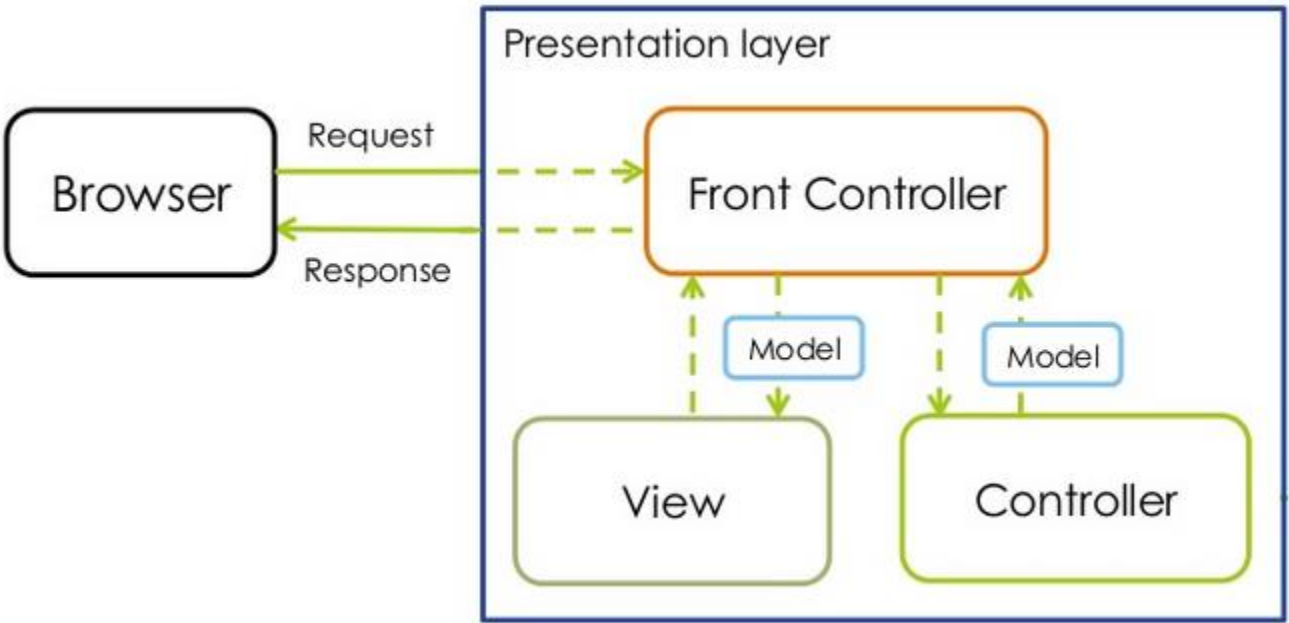 Presentation layer
Request
Browser
Front Controller
Response
Model
Model
View
Controller